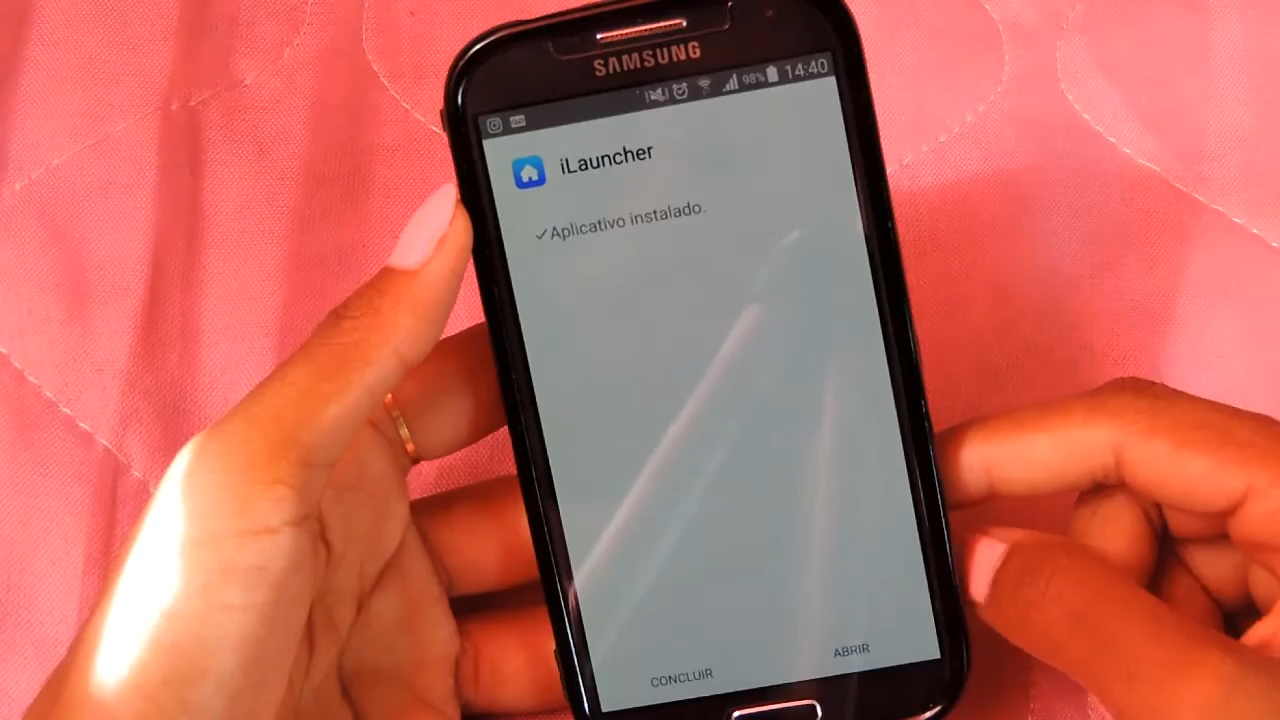 SAMSUNG
98% 14:40
iLauncher
Aplicativo instalado.
CONCLUIR ABRIR